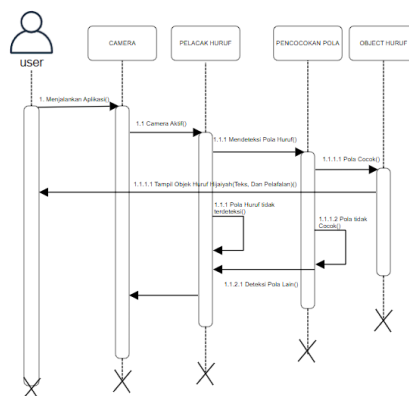 CAMERA
PELACAK HURUF
PENCOCOKAN POLA
OBJECT HURUF
user
1. Menjalankan Aplikasi()
1.1 Camera Aktif()
1.1.1 Mendeteksi Pola Huruf()
1.1.1.1 Pola Cocok()
1.1.1.1 Tampil Objek Huruf Hijaiyah(Teks, Dan Pelafalan)()
1.1.1 Pola Huruf tidak
terdeteksi()
1.1.1.2 Pola tidak
Cocok()
1.1.2.1 Deteksi Pola Lain()